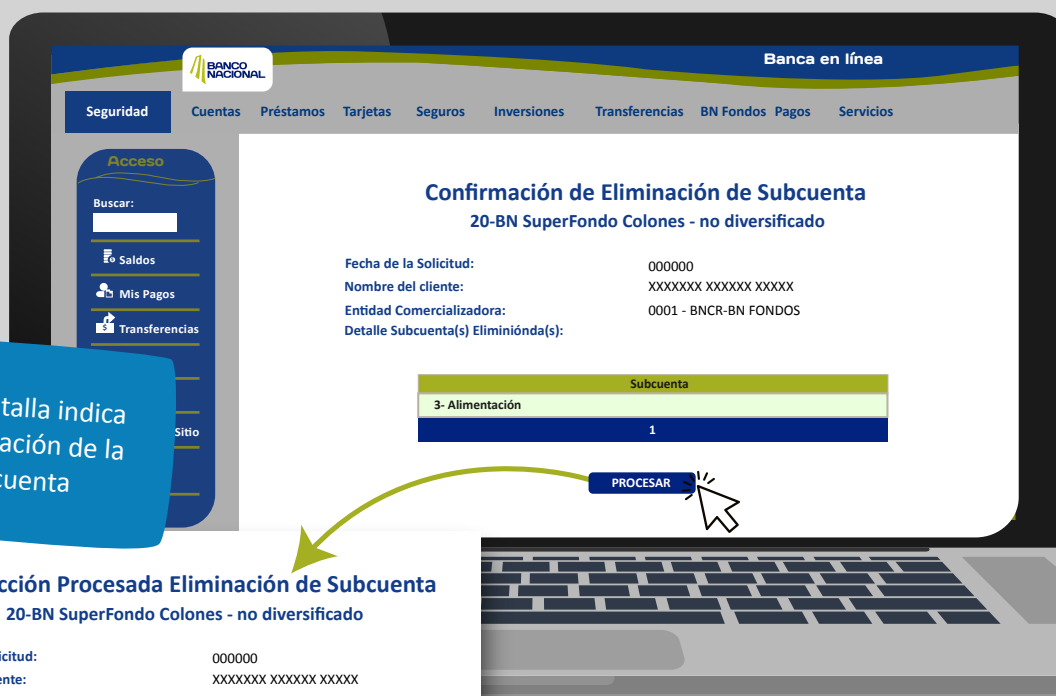 BANCO
NACIONAL
Banca en línea
Seguridad Cuentas Préstamos Tarjetas Seguros Inversiones Transferencias BN Fondos Pagos Servicios
Acceso
Buscar:
Saldos
Mis Pagos
$ Transferencias
Sitio
Confirmación de Eliminación de Subcuenta
20-BN SuperFondo Colones - no diversificado
Fecha de la Solicitud: 000000
Nombre del cliente: XXXXXXX XXXXXX XXXXX
Entidad Comercializadora: 0001 - BNCR-BN FONDOS
Detalle Subcuenta(s) Eliminiónda(s):
Subcuenta
3- Alimentación
1
PROCESAR
talla indica
ación de la
cuenta
cción Procesada Eliminación de Subcuenta
20-BN SuperFondo Colones - no diversificado
icitud: 000000
ente: XXXXXXX XXXXXX XXXXX